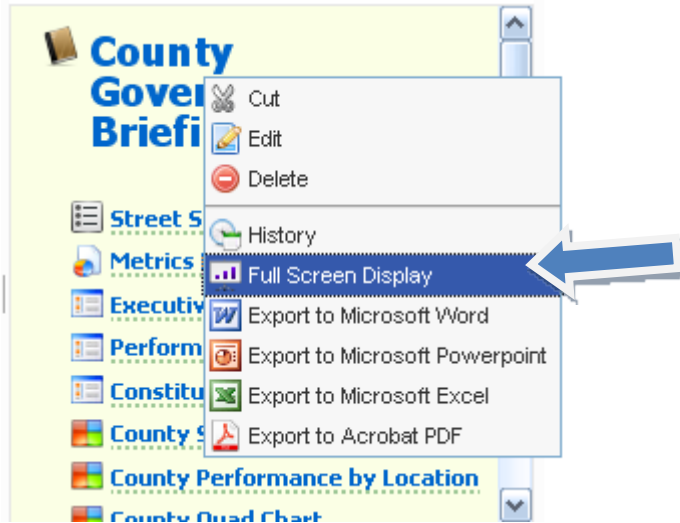 County
Gover
Briefi
Cut
Edit
Delete
History
Full Screen Display
Export to Microsoft Word
Export to Microsoft Powerpoint
Export to Microsoft Excel
Export to Acrobat PDF
Street S
Metrics
Executiv
Perform
Constitu
County S
County Performance by Location
County Quad Chart